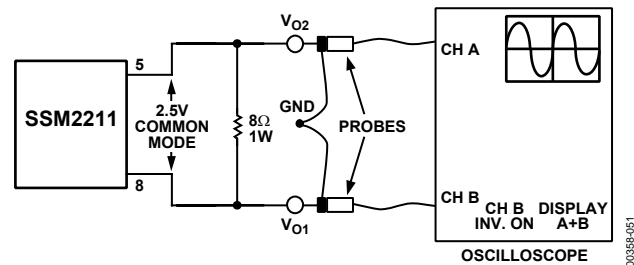 SSM2211
5
8
2.5V
COMMON
MODE
8Ω
1W
VO2
GND
VO1
PROBES
CH A
CH B
CH B
INV. ON
DISPLAY
A+B
OSCILLOSCOPE
00358-051